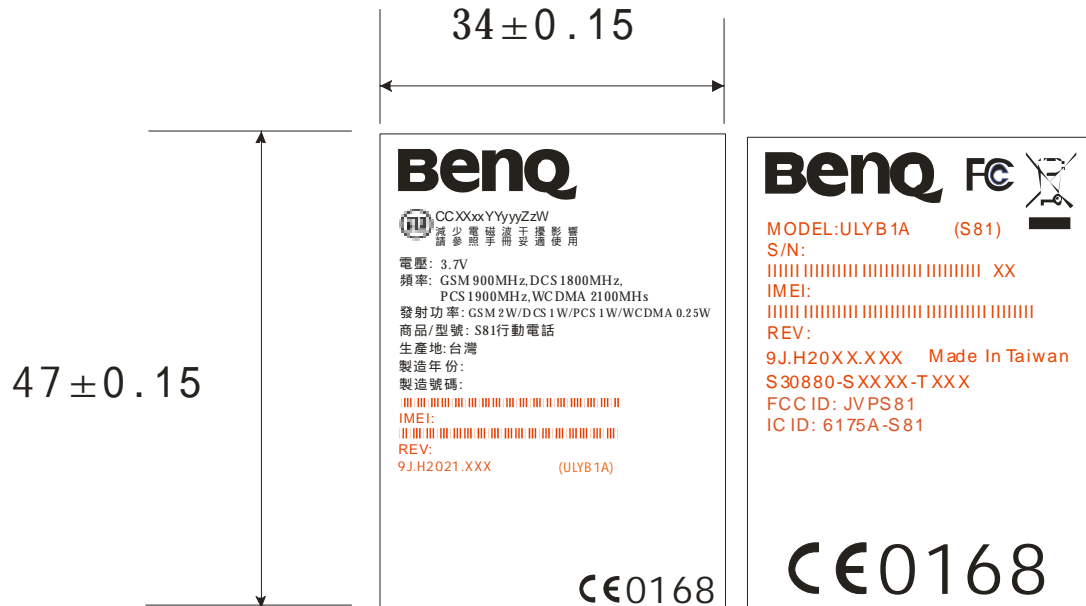 34±0.15
47±0.15
BenQ
CCXXxxYYyyyZzW
減少電磁波干擾影響
請參照手冊妥適使用
電壓: 3.7V
頻率: GSM 900MHz,DCS 1800MHz,
PCS 1900MHz,WCDMA 2100MHs
發射功率: GSM 2W/DCS 1W/PCS 1W/WCDMA 0.25W
商品/型號: S81行動電話
生產地:台灣
製造年份:
製造號碼:
IMEI:
REV:
9J.H2021.XXX (ULYB1A)
CE0168
BenQ FC
MODEL:ULYB1A (S81)
S/N:
XX
IMEI:
REV:
9J.H20XX.XXX Made In Taiwan
S30880-SXXXX-TXXX
FCC ID: JVPS81
IC ID: 6175A-S81
CE0168